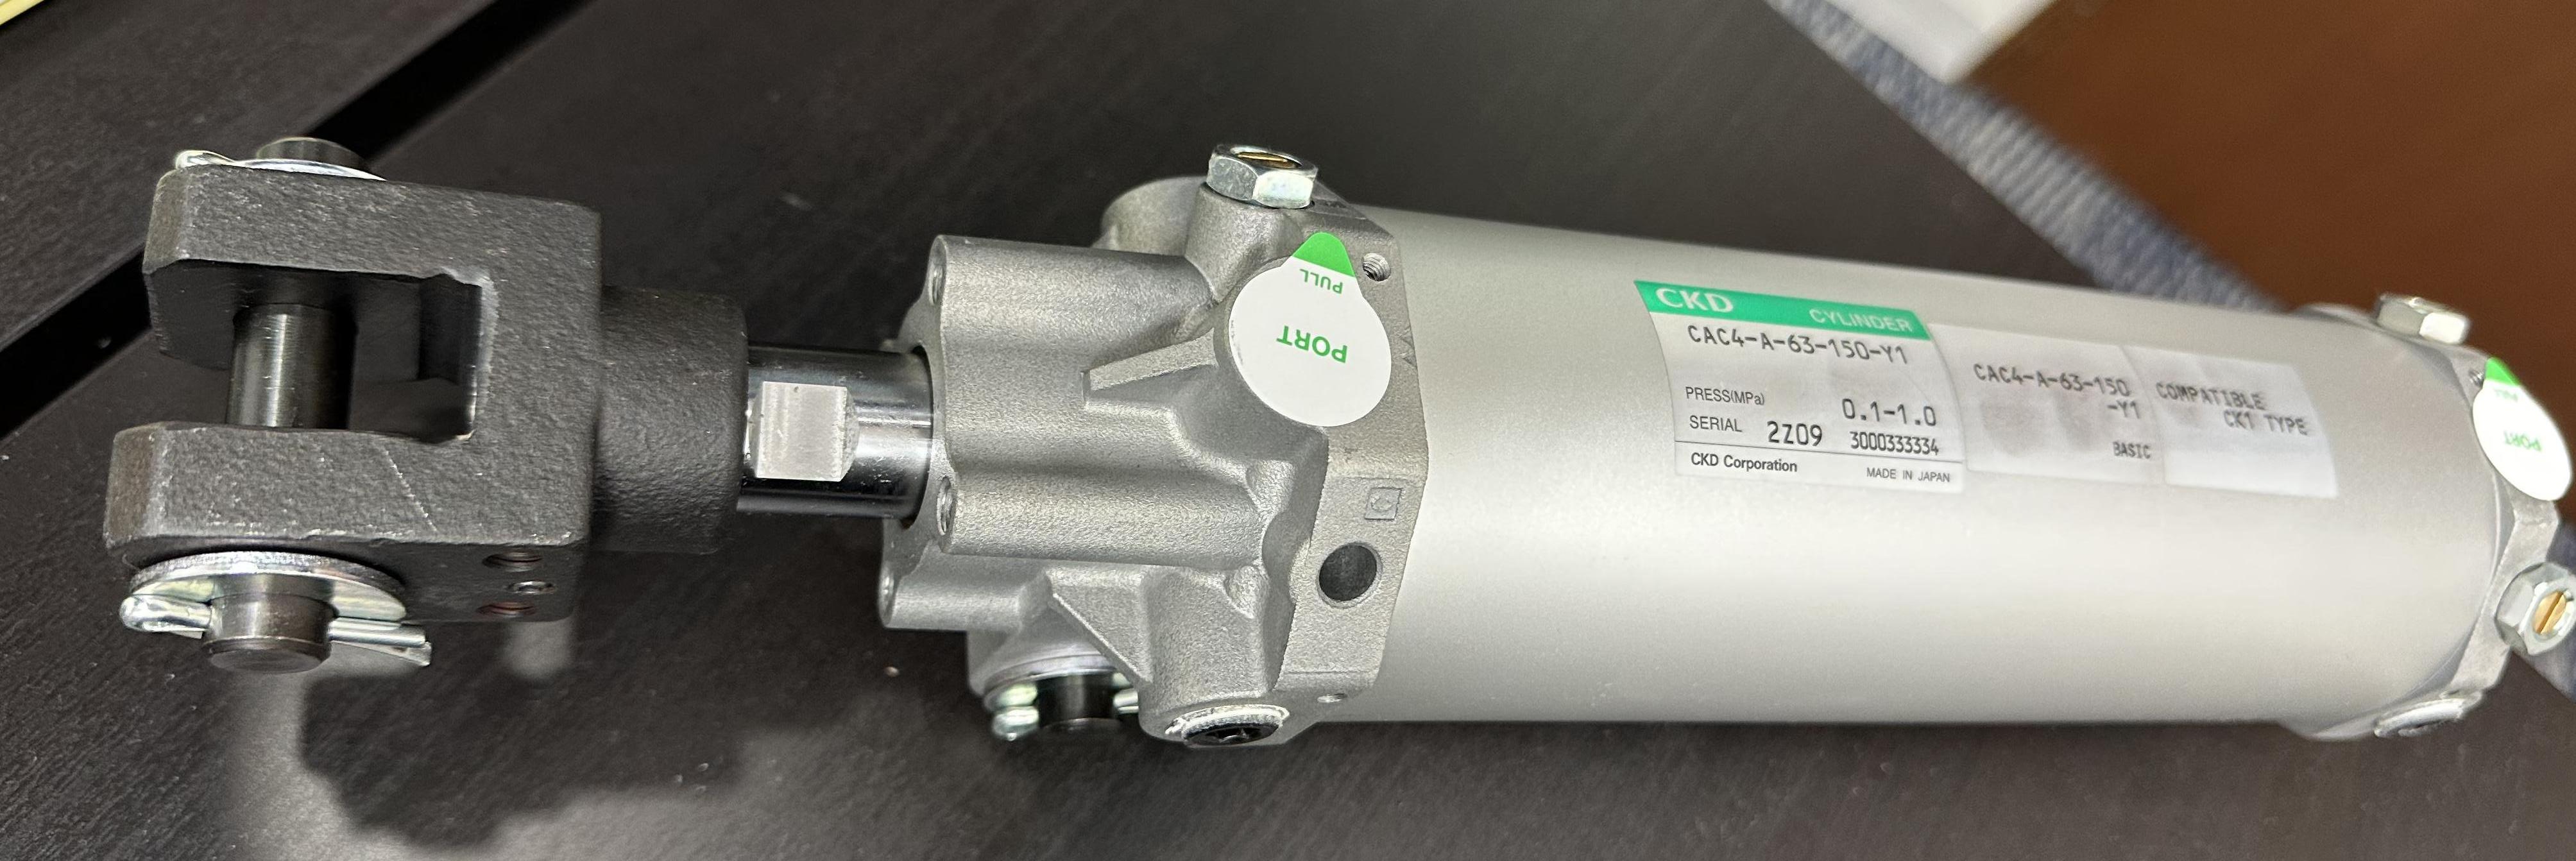 PULL
PORT
CKD
CYLINDER
CAC4-A-63-150-Y1
PRESS(MPa) 0.1-1.0
SERIAL 2Z09 3000333334
CKD Corporation MADE IN JAPAN
CAC4-A-63-150
-Y1
BASIC
COMPATIBLE
CK1 TYPE
PORT